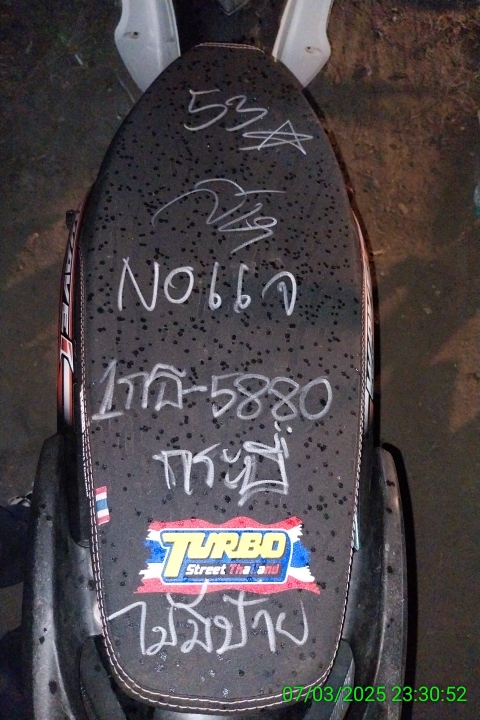 53☆
NOแจ
1กฉ-5880
กระบี่
TURBO
Street Thailand
ไม่มีป้าย
07/03/2025 23:30:52